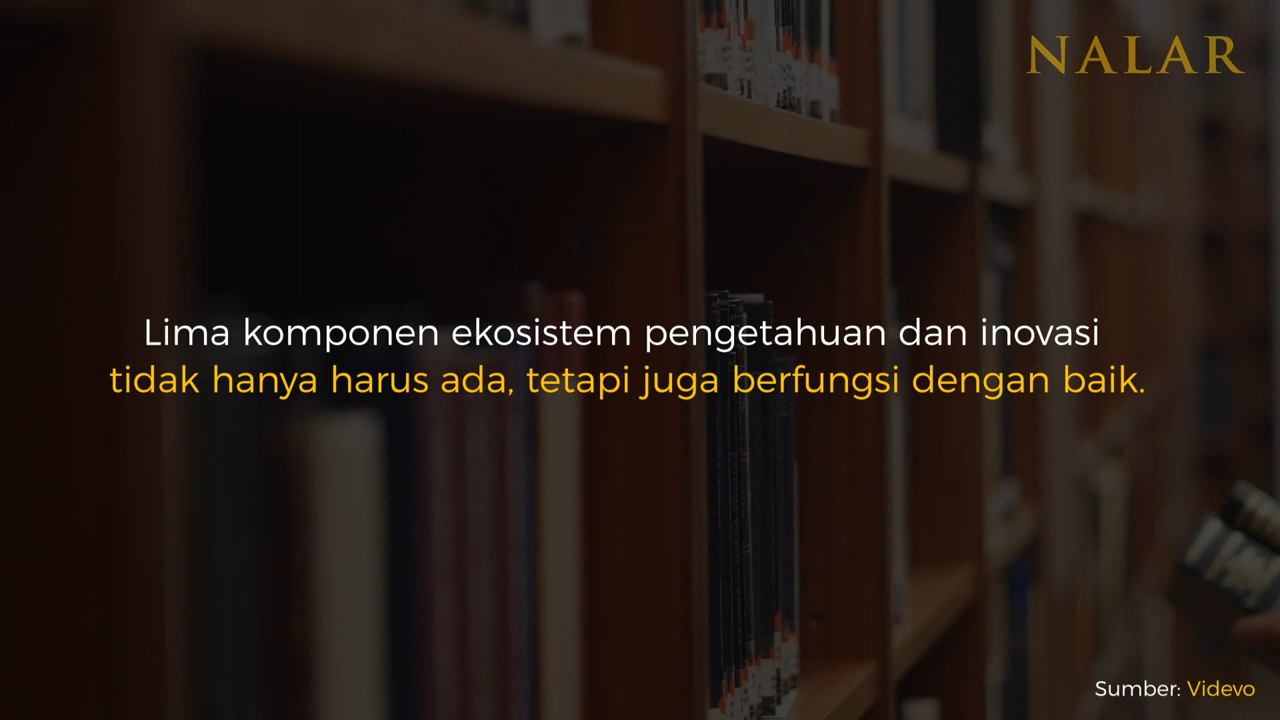 NALAR
Lima komponen ekosistem pengetahuan dan inovasi
tidak hanya harus ada, tetapi juga berfungsi dengan baik.
Sumber: Videvo